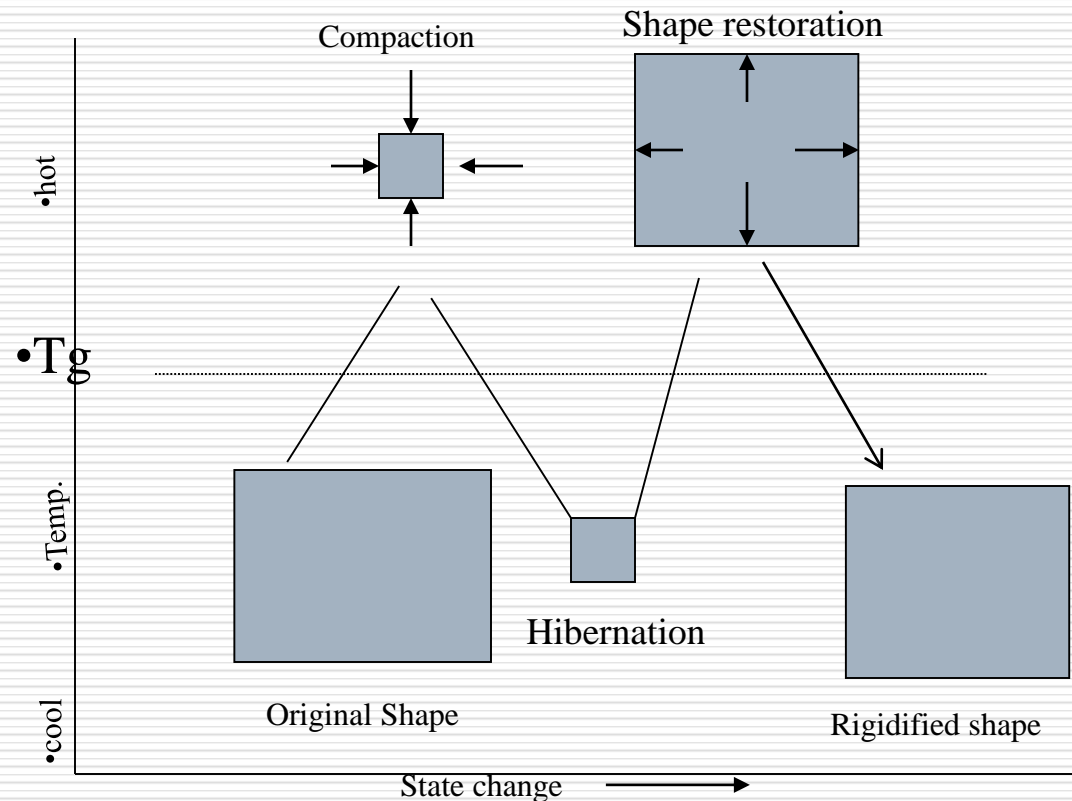 Compaction
Shape restoration
•hot
•Tg
•Temp.
Hibernation
Original Shape
Rigidified shape
•cool
State change